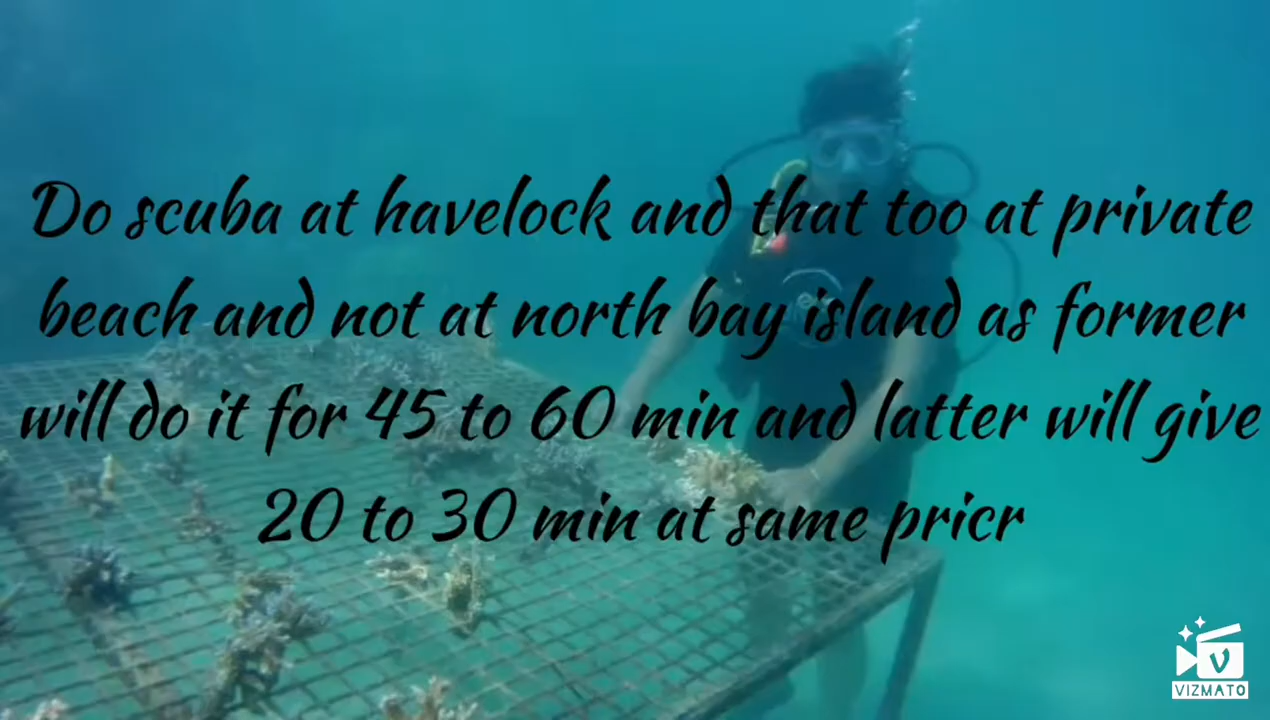 Do scuba at havelock and that too at private
beach and not at north bay island as former
will do it for 45 to 60 min and latter will give
20 to 30 min at same pricr
V
VIZMATO